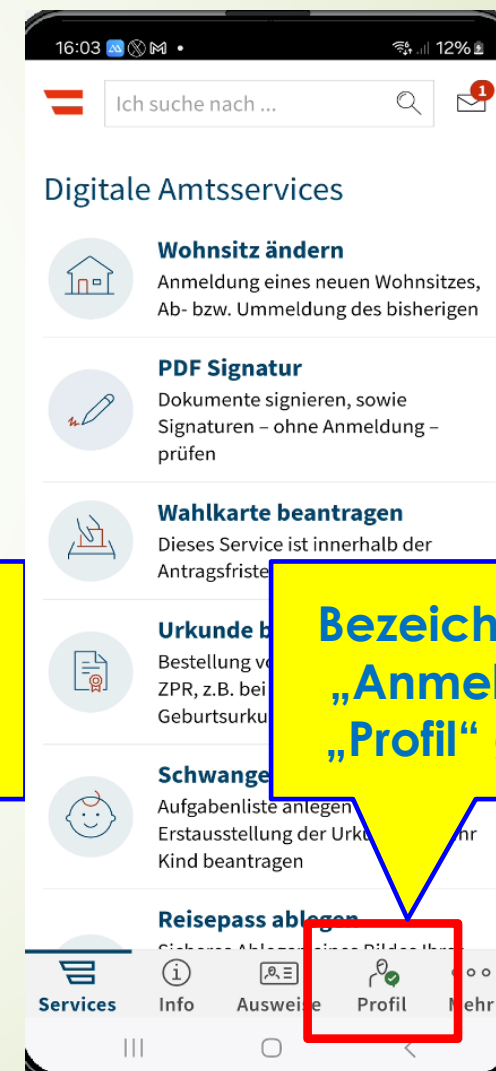 16:03
12%
Ich suche nach ...
1
Digitale Amtsservices
Wohnsitz ändern
Anmeldung eines neuen Wohnsitzes,
Ab- bzw. Ummeldung des bisherigen
PDF Signatur
Dokumente signieren, sowie
Signaturen – ohne Anmeldung –
prüfen
Wahlkarte beantragen
Dieses Service ist innerhalb der
Antragsfriste
Urkunde b
Bestellung vo
ZPR, z.B. bei
Geburtsurku
Bezeich
„Anmel
„Profil“
Schwange
Aufgabenliste anlegen
Erstausstellung der Urku hr
Kind beantragen
Reisepass ablegen
Services Info Ausweise Profil Mehr